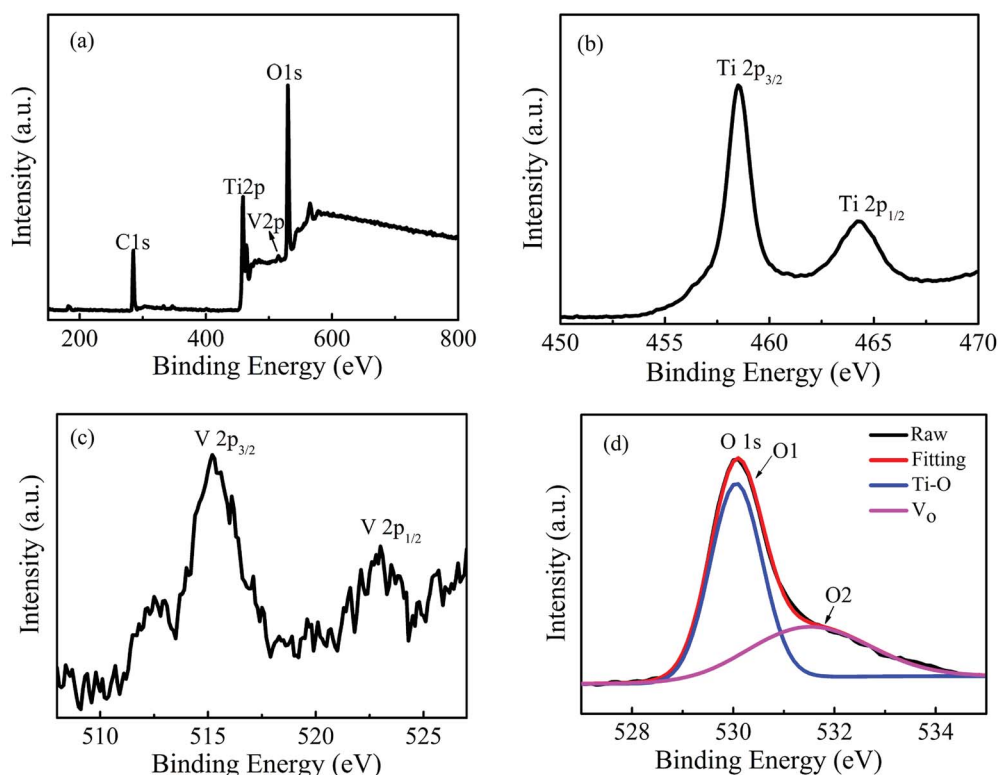 (a)
O1s
Ti2p
V2p
C1s
Intensity (a.u.)
200 400 600 800
Binding Energy (eV)
(b)
Ti 2p3/2
Ti 2p1/2
Intensity (a.u.)
450 455 460 465 470
Binding Energy (eV)
(c)
V 2p3/2
V 2p1/2
Intensity (a.u.)
510 515 520 525
Binding Energy (eV)
(d)
O 1s
O1
O2
Raw
Fitting
Ti-O
Vo
Intensity (a.u.)
528 530 532 534
Binding Energy (eV)